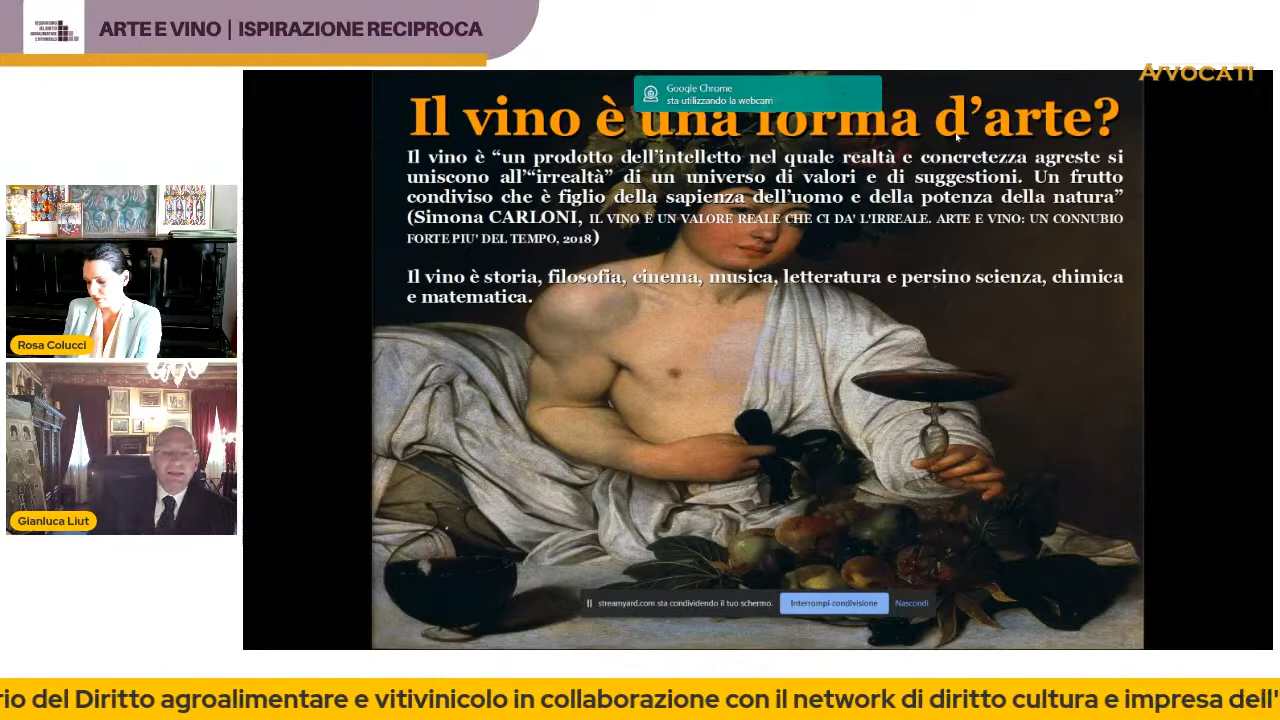 ARTE E VINO | ISPIRAZIONE RECIPROCA
AVVOCATI
Google Chrome
sta utilizzando la webcam
Il vino è una forma d'arte?
Il vino è “un prodotto dell'intelletto nel quale realtà e concretezza agreste si
uniscono all'“irrealtà” di un universo di valori e di suggestioni. Un frutto
condiviso che è figlio della sapienza dell'uomo e della potenza della natura”
(Simona CARLONI, IL VINO È UN VALORE REALE CHE CI DA' L'IRREALE. ARTE E VINO: UN CONNUBIO
FORTE PIU' DEL TEMPO, 2018)
Il vino è storia, filosofia, cinema, musica, letteratura e persino scienza, chimica
e matematica.
Rosa Colucci
Gianluca Liut
streamyard.com sta condividendo il tuo schermo.
Interrompi condivisione
Nascondi
rio del Diritto agroalimentare e vitivinicolo in collaborazione con il network di diritto cultura e impresa dell'